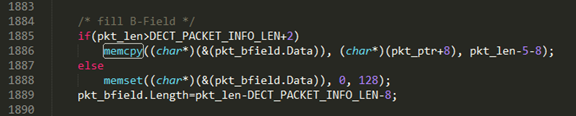 1883
1884 /* fill B-Field */
1885 if(pkt_len>DECT_PACKET_INFO_LEN+2)
1886 memcpy((char*)(&(pkt_bfield.Data)), (char*)(pkt_ptr+8), pkt_len-5-8);
1887 else
1888 memset((char*)(&(pkt_bfield.Data)), 0, 128);
1889 pkt_bfield.Length=pkt_len-DECT_PACKET_INFO_LEN-8;
1890